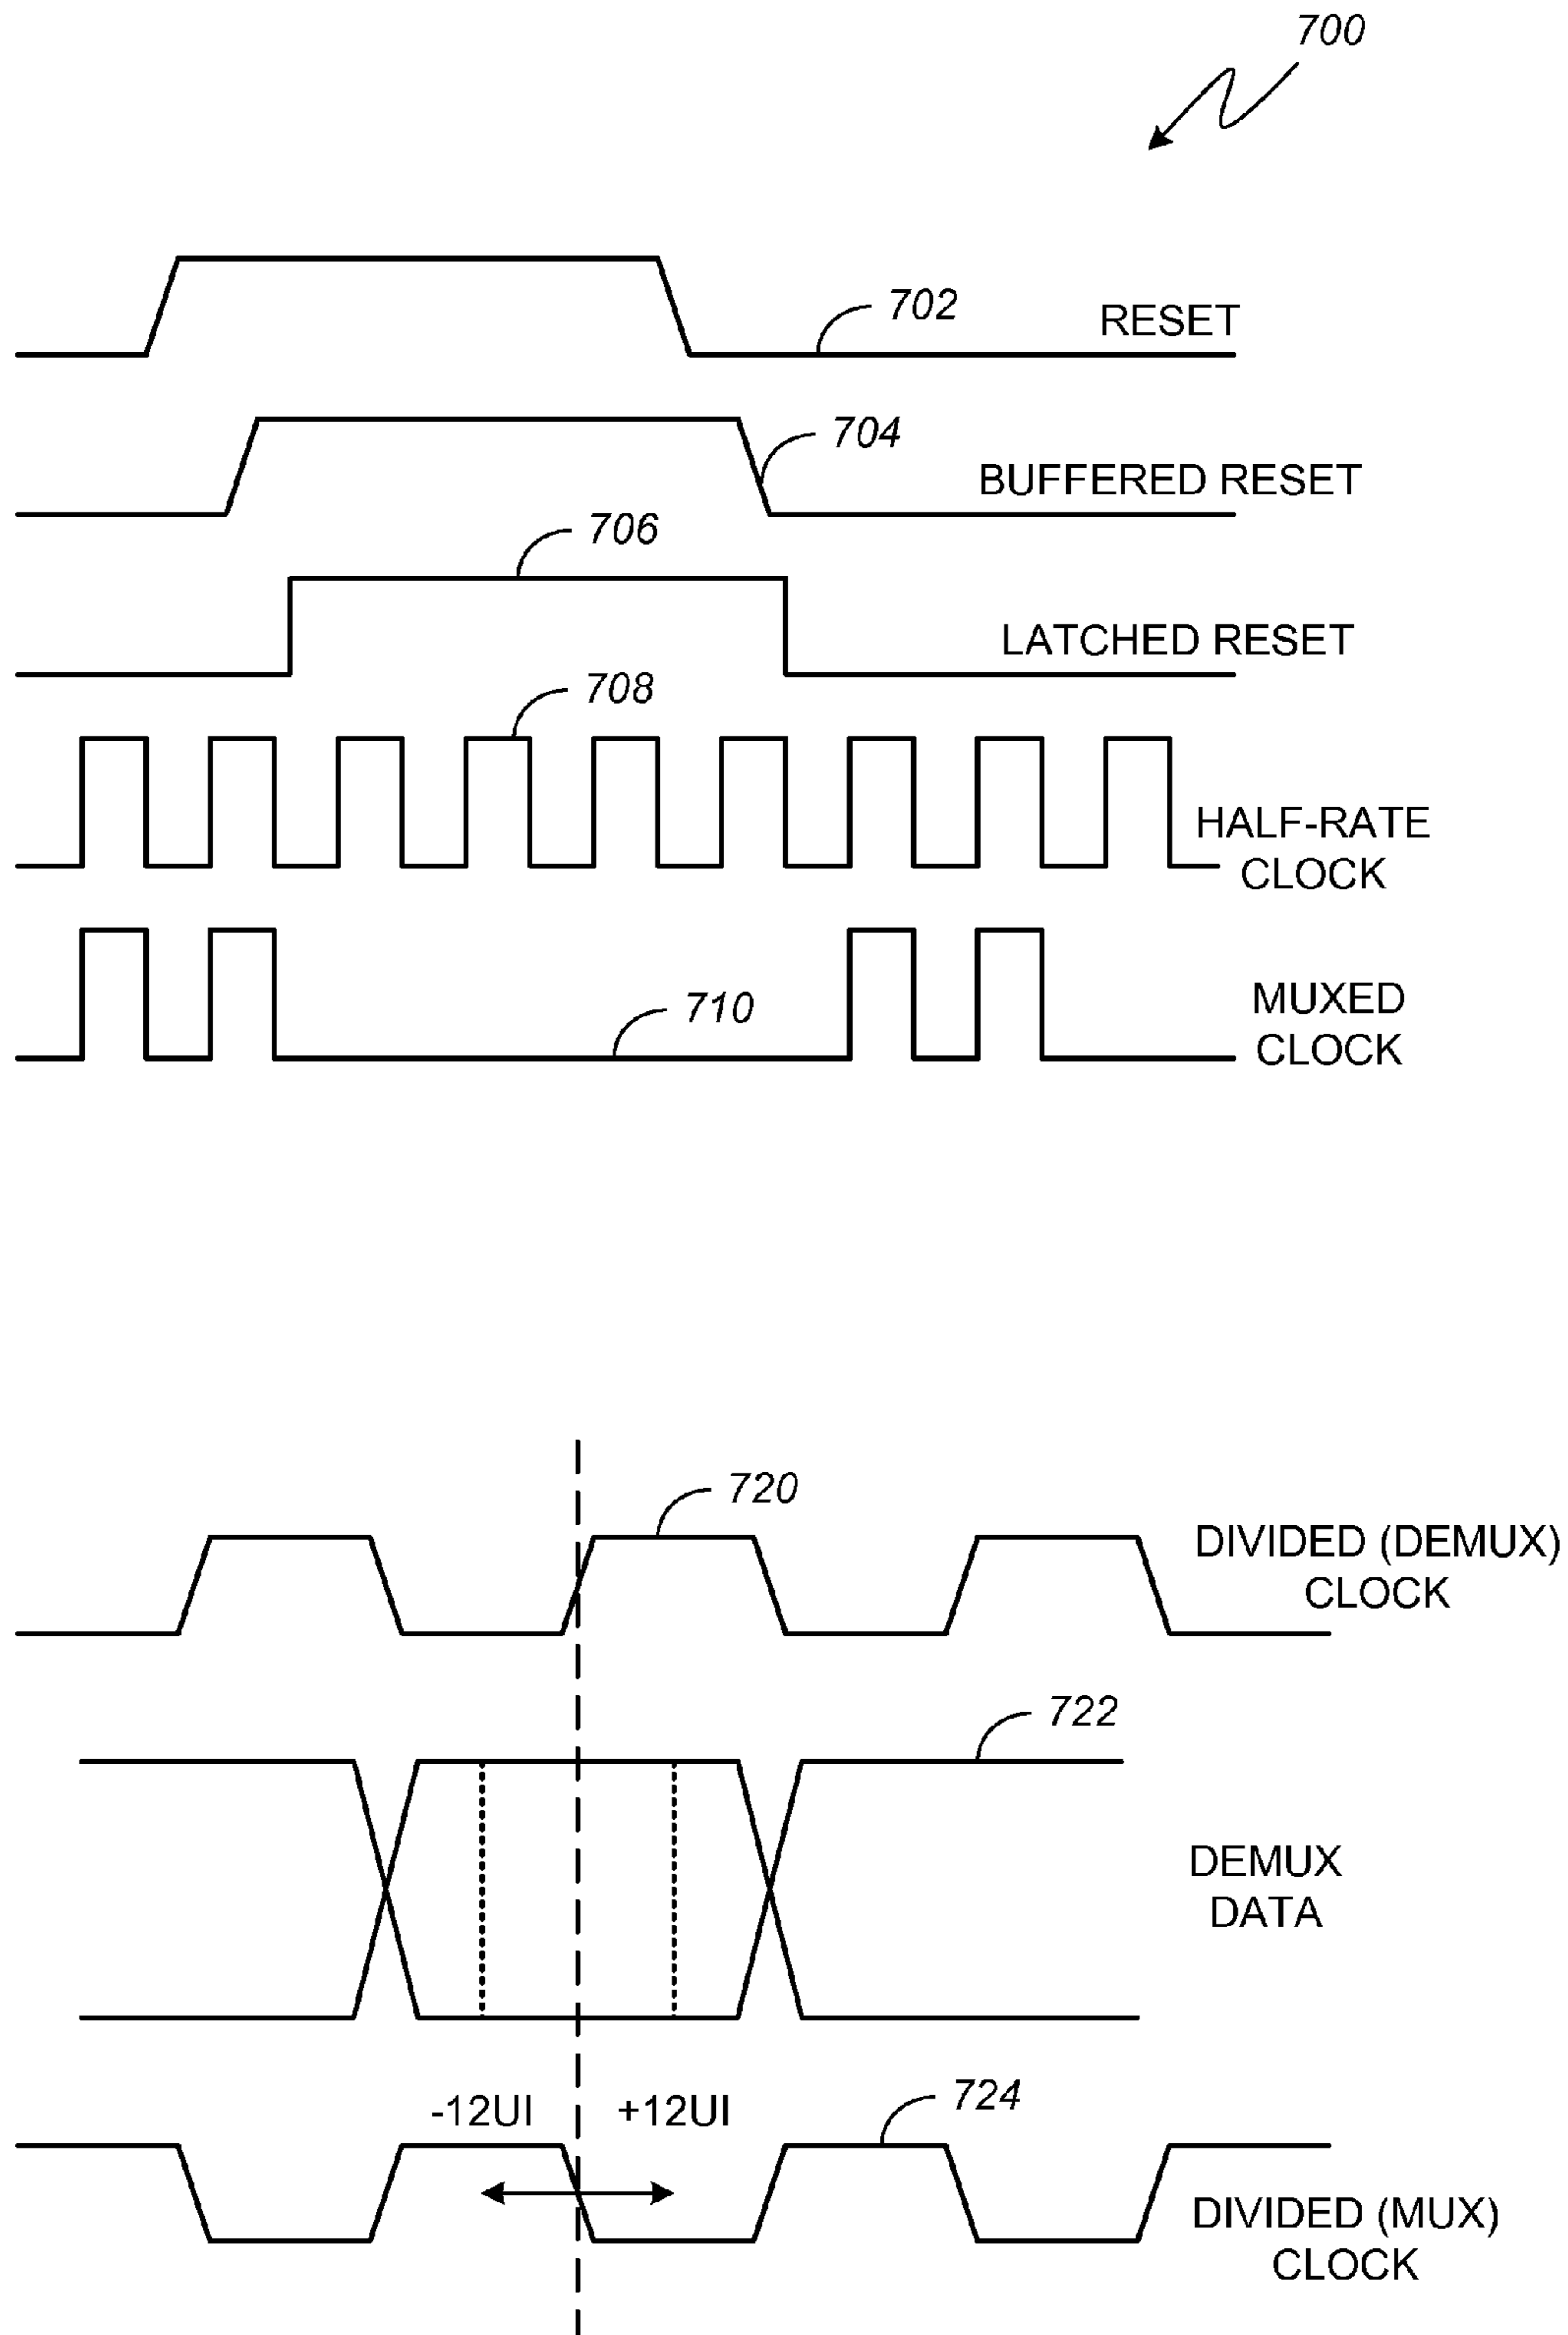 700
702
RESET
704
BUFFERED RESET
706
LATCHED RESET
708
HALF-RATE
CLOCK
710
MUXED
CLOCK
720
DIVIDED (DEMUX)
CLOCK
722
DEMUX
DATA
-12UI
+12UI
724
DIVIDED (MUX)
CLOCK